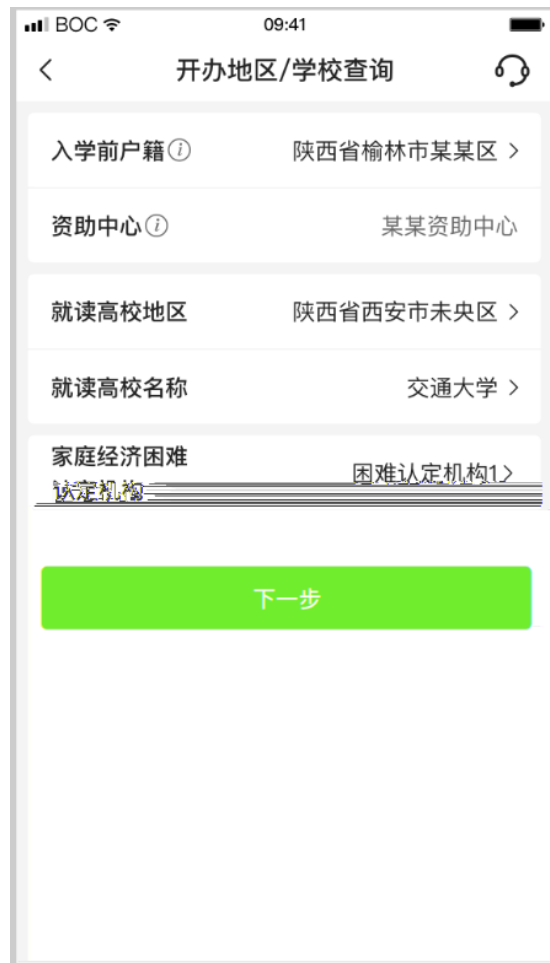 BOC 09:41
开办地区/学校查询
入学前户籍 陕西省榆林市某某区
资助中心 某某资助中心
就读高校地区 陕西省西安市未央区
就读高校名称 交通大学
家庭经济困难
认定机构 困难认定机构1
下一步